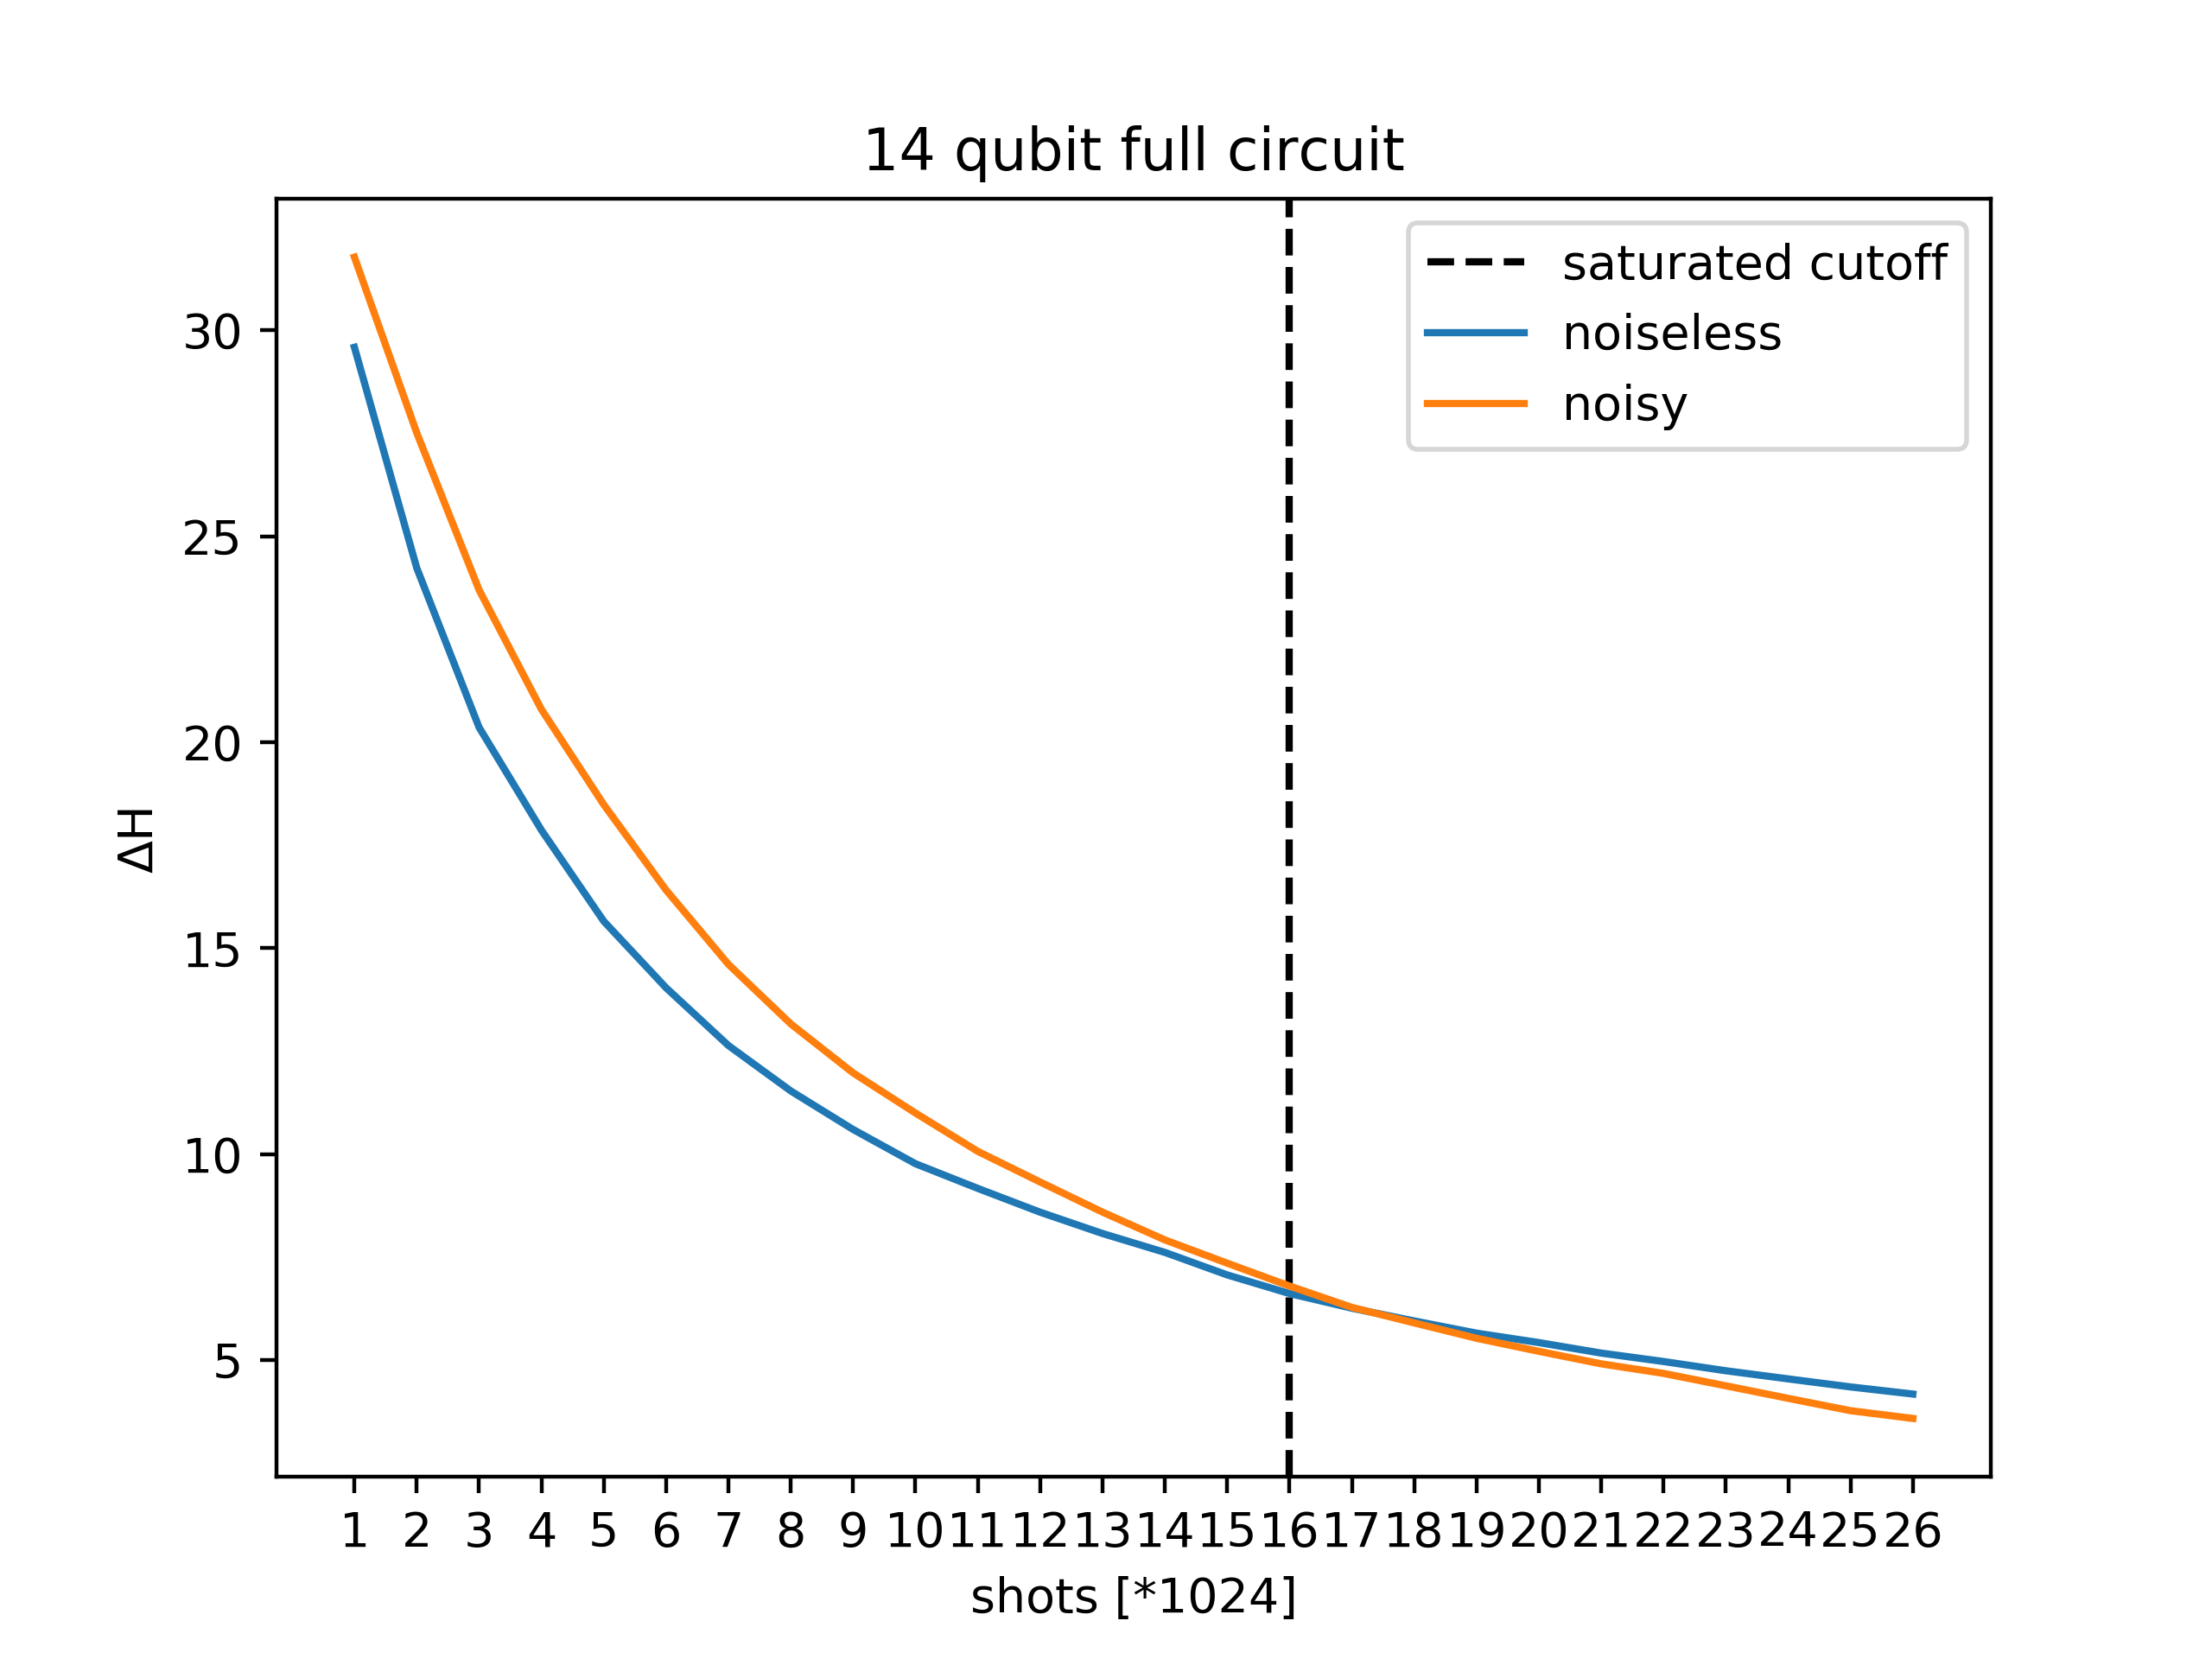 14 qubit full circuit
saturated cutoff
noiseless
noisy
30
25
20
15
10
5
ΔH
1 2 3 4 5 6 7 8 9 10 11 12 13 14 15 16 17 18 19 20 21 22 23 24 25 26
shots [*1024]